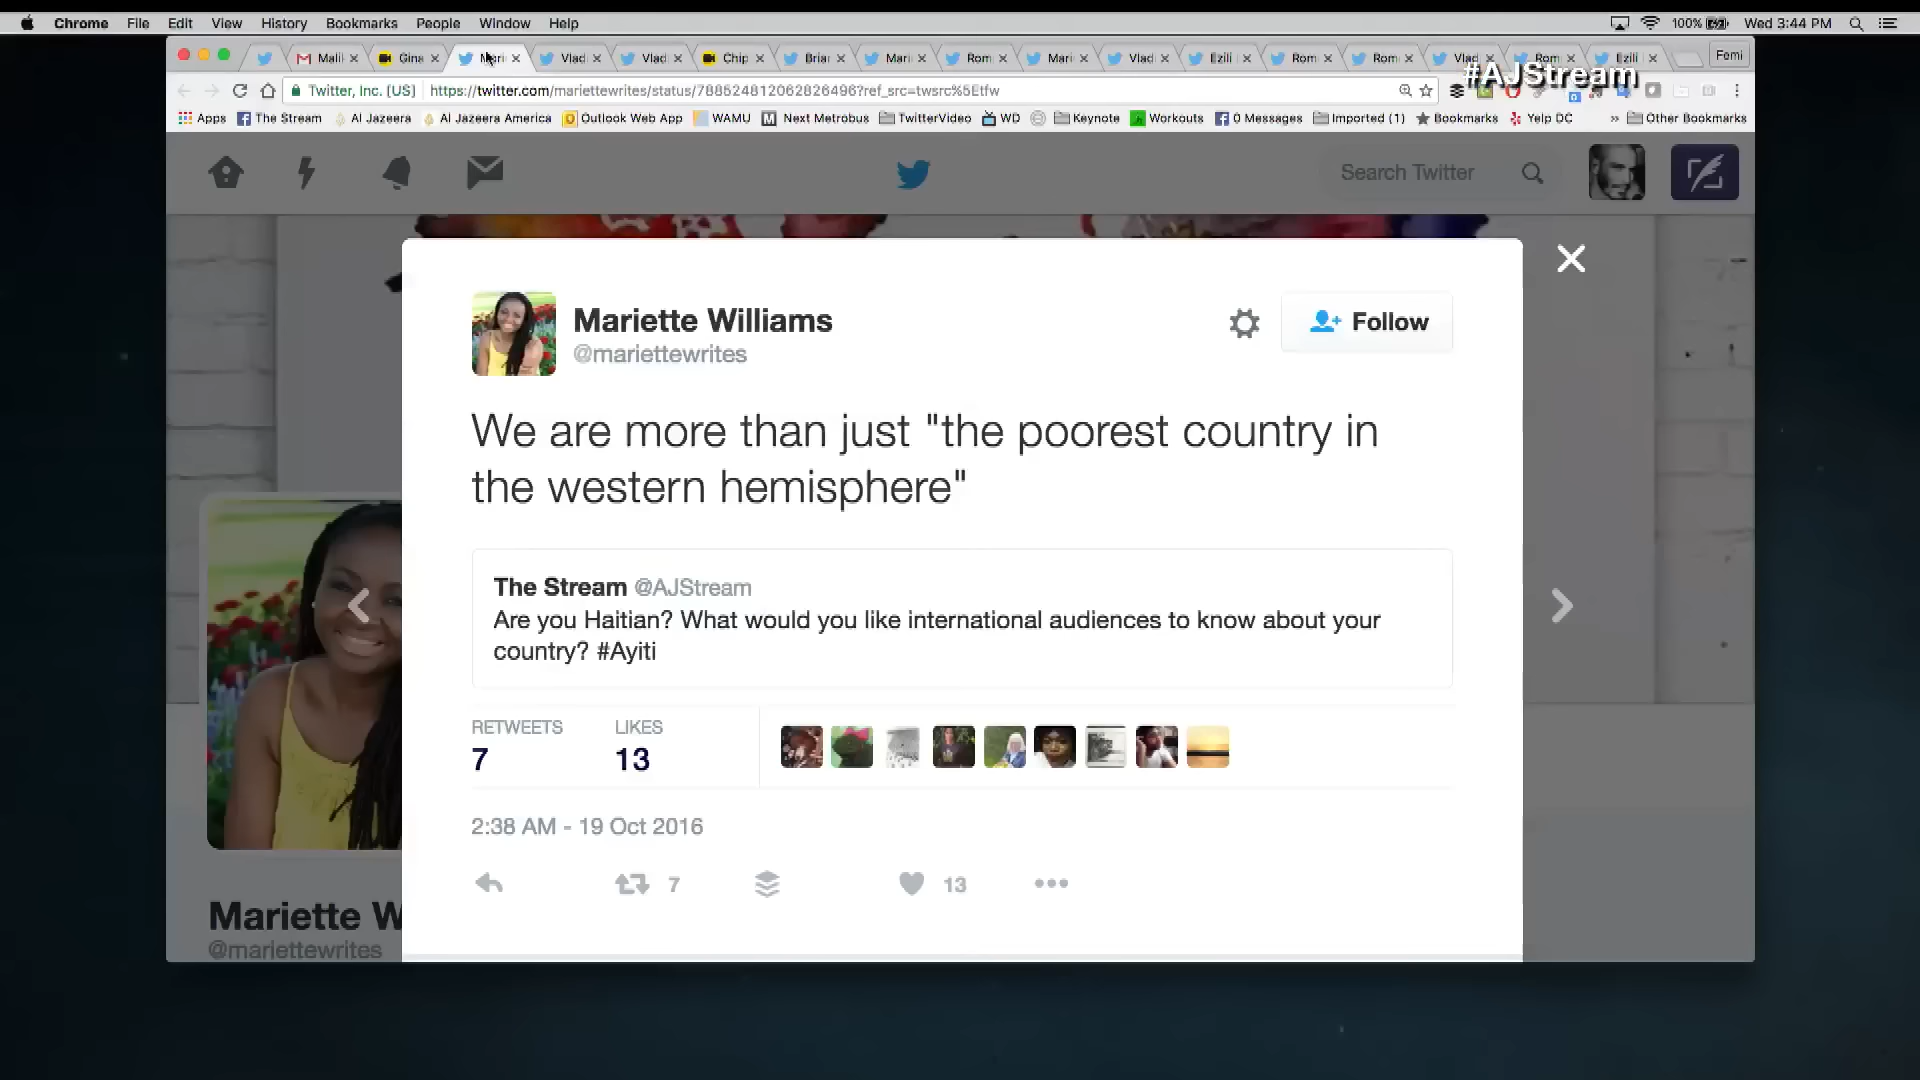 Chrome File Edit View History Bookmarks People Window Help 100% Wed 3:44 PM
Gina Vlad Vlad Chip Brian Mari Rom Mari Vlad Ezili Rom Rom Vlad Rom Ezili Femi
#AJStream
Twitter, Inc. [US] https://twitter.com/mariettewrites/status/788524812062826496?ref_src=twsrc%5Etfw
Apps The Stream Al Jazeera Al Jazeera America Outlook Web App WAMU Next Metrobus TwitterVideo WD Keynote Workouts 0 Messages Imported (1) Bookmarks Yelp DC » Other Bookmarks
Search Twitter
Mariette Williams
@mariettewrites
Follow
We are more than just "the poorest country in
the western hemisphere"
The Stream @AJStream
Are you Haitian? What would you like international audiences to know about your
country? #Ayiti
RETWEETS LIKES
7 13
2:38 AM - 19 Oct 2016
7 13
Mariette W
@mariettewrites